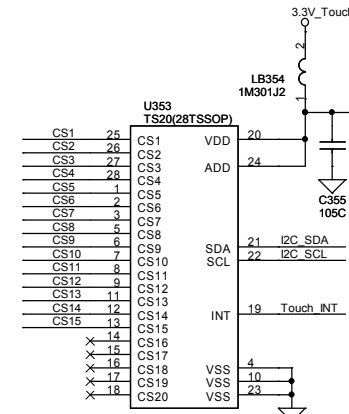 3.3V_Touch
2
LB354
1M301J2
1
U353
TS20(28TSSOP)
CS1 25 CS1 VDD 20
CS2 26 CS2
CS3 27 CS3 ADD 24
CS4 28 CS4
CS5 1 CS5
CS6 2 CS6
CS7 3 CS7
CS8 5 CS8
CS9 6 CS9 SDA 21 I2C_SDA
CS10 7 CS10 SCL 22 I2C_SCL
CS11 8 CS11
CS12 9 CS12
CS13 11 CS13
CS14 12 CS14 INT 19 Touch_INT
CS15 13 CS15
14 CS16
15 CS17
16 CS18 VSS 4
17 CS19 VSS 10
18 CS20 VSS 23
C355
105C